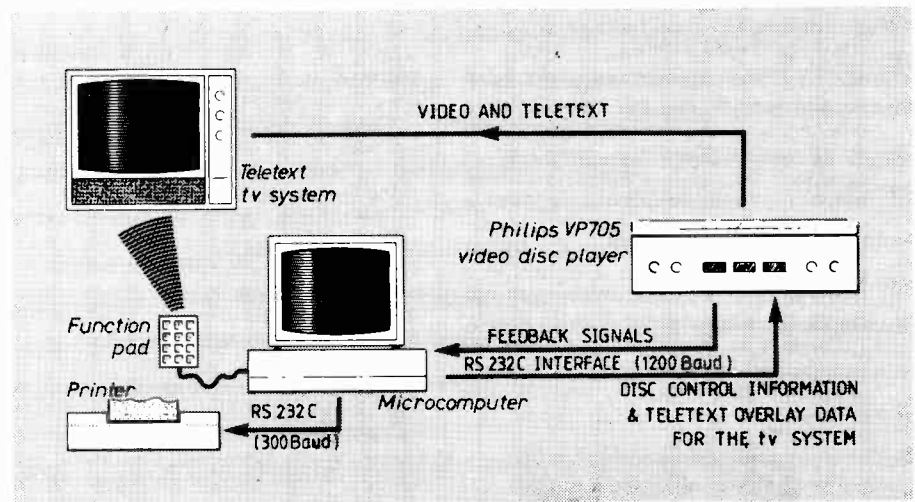 VIDEO AND TELETEXT
Teletext
tv system
Philips VP705
video disc player
Function
pad
FEEDBACK SIGNALS
RS 232C INTERFACE (1200 Baud)
Printer
Microcomputer
RS 232C
(300Baud)
DISC CONTROL INFORMATION
& TELETEXT OVERLAY DATA
FOR THE tv SYSTEM